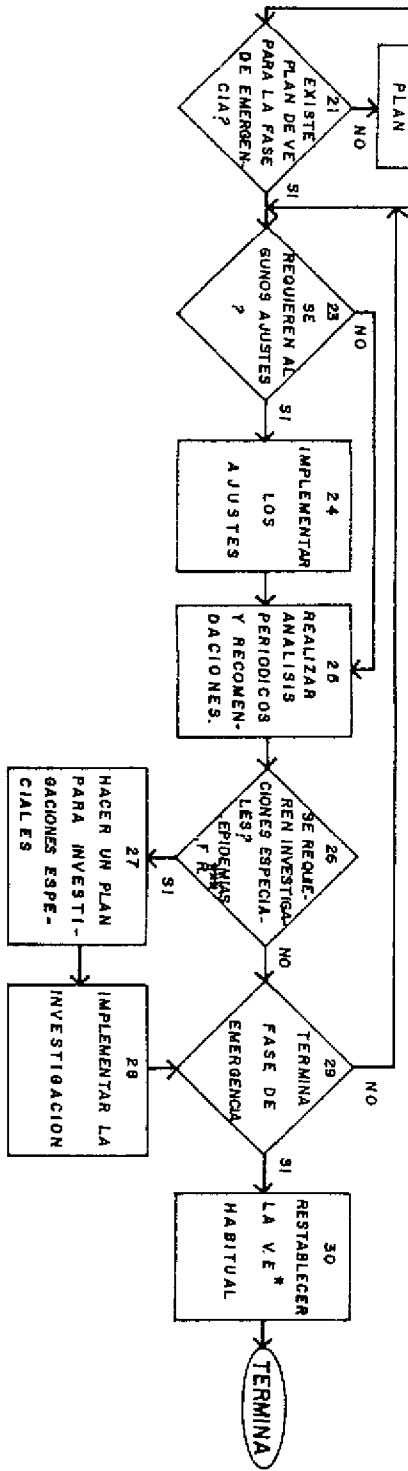 PLAN
NO
21
EXISTE
PLAN DE VE
PARA LA FASE
DE EMERGEN-
CIA?
SI
23
SE
REQUIEREN AL
GUNOS AJUSTES
?
NO
SI
24
IMPLEMENTAR
LOS
AJUSTES
25
REALIZAR
ANALISIS
PERIODICOS
Y RECOMEN-
DACIONES.
26
SE REQUIE-
REN INVESTIGA-
CIONES ESPECIA-
LES?
EPIDEMIAS,
F R.***
SI
NO
27
HACER UN PLAN
PARA INVESTI-
GACIONES ESPE-
CIALES
28
IMPLEMENTAR LA
INVESTIGACION
29
TERMINA
FASE DE
EMERGENCIA
NO
SI
30
RESTABLECER
LA V.E *
HABITUAL
TERMINA